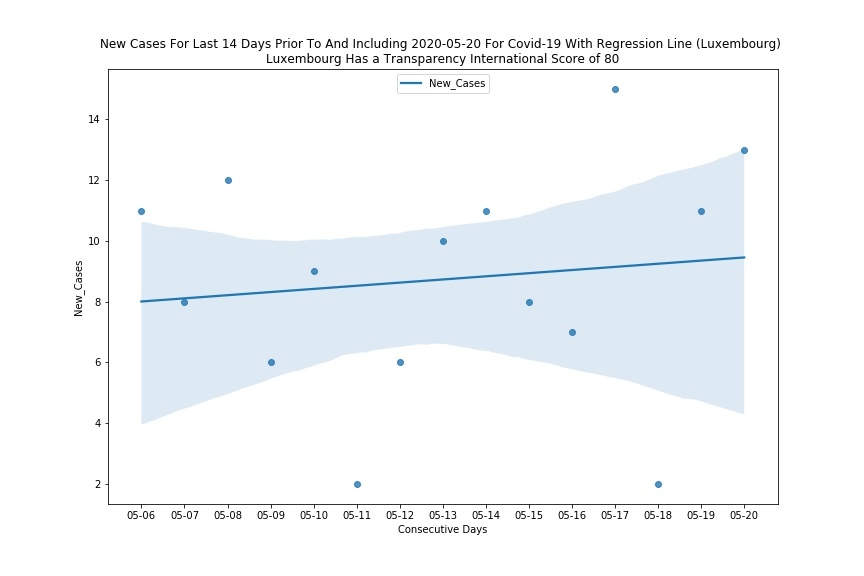 New Cases For Last 14 Days Prior To And Including 2020-05-20 For Covid-19 With Regression Line (Luxembourg)
Luxembourg Has a Transparency International Score of 80
New_Cases
14
12
10
8
6
4
2
New_Cases
05-06 05-07 05-08 05-09 05-10 05-11 05-12 05-13 05-14 05-15 05-16 05-17 05-18 05-19 05-20
Consecutive Days